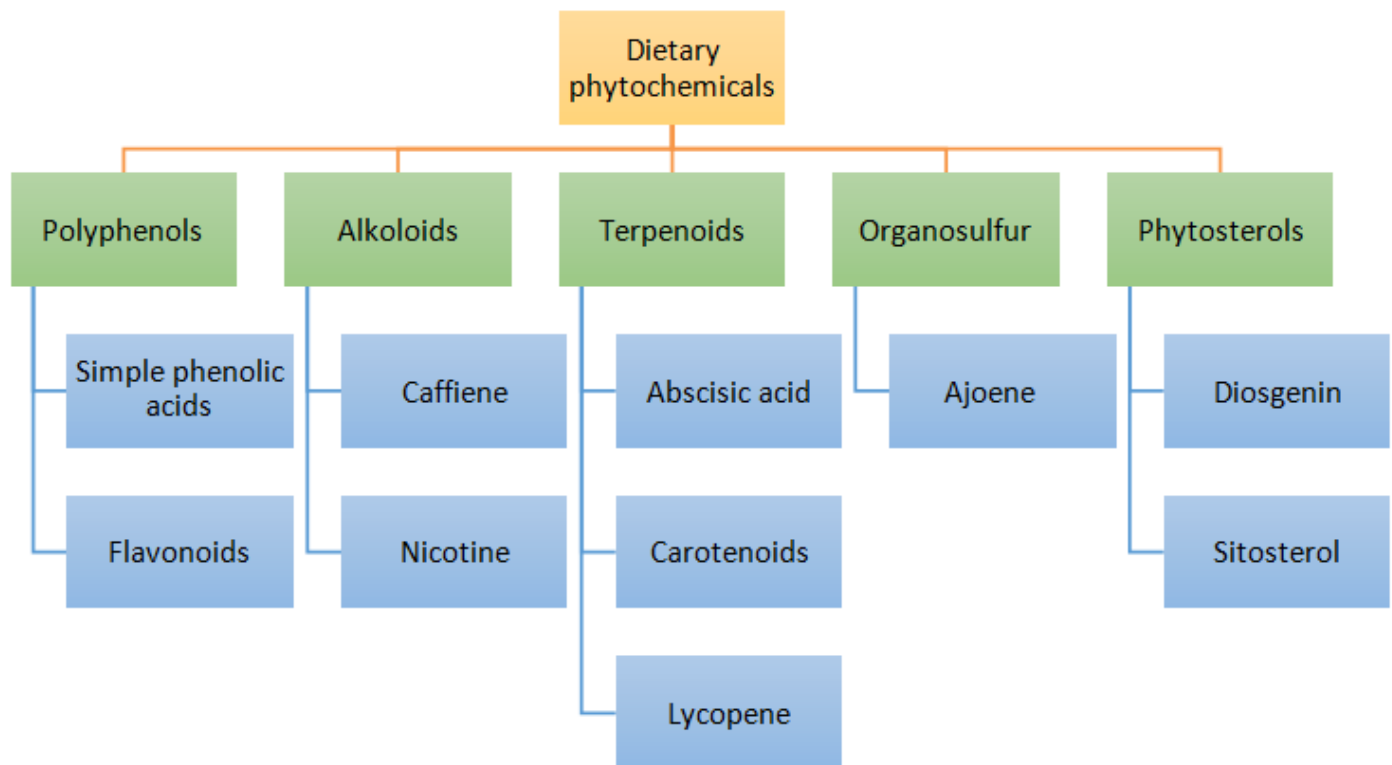 Dietary
phytochemicals
Polyphenols
Alkoloids
Terpenoids
Organosulfur
Phytosterols
Simple phenolic
acids
Caffiene
Abscisic acid
Ajoene
Diosgenin
Flavonoids
Nicotine
Carotenoids
Sitosterol
Lycopene